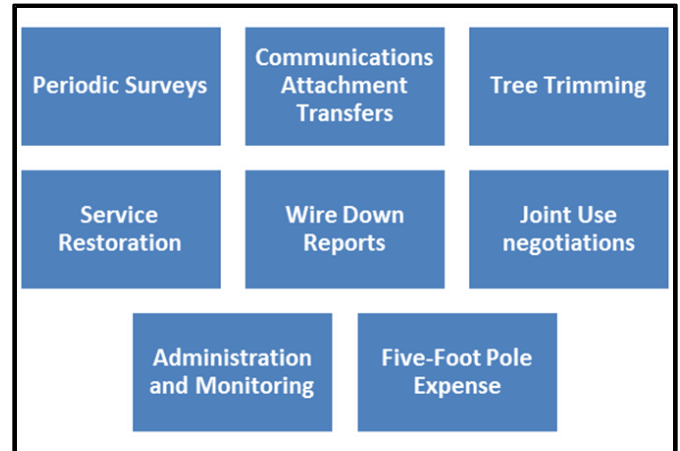 Periodic Surveys
Communications
Attachment
Transfers
Tree Trimming
Service
Restoration
Wire Down
Reports
Joint Use
negotiations
Administration
and Monitoring
Five-Foot Pole
Expense